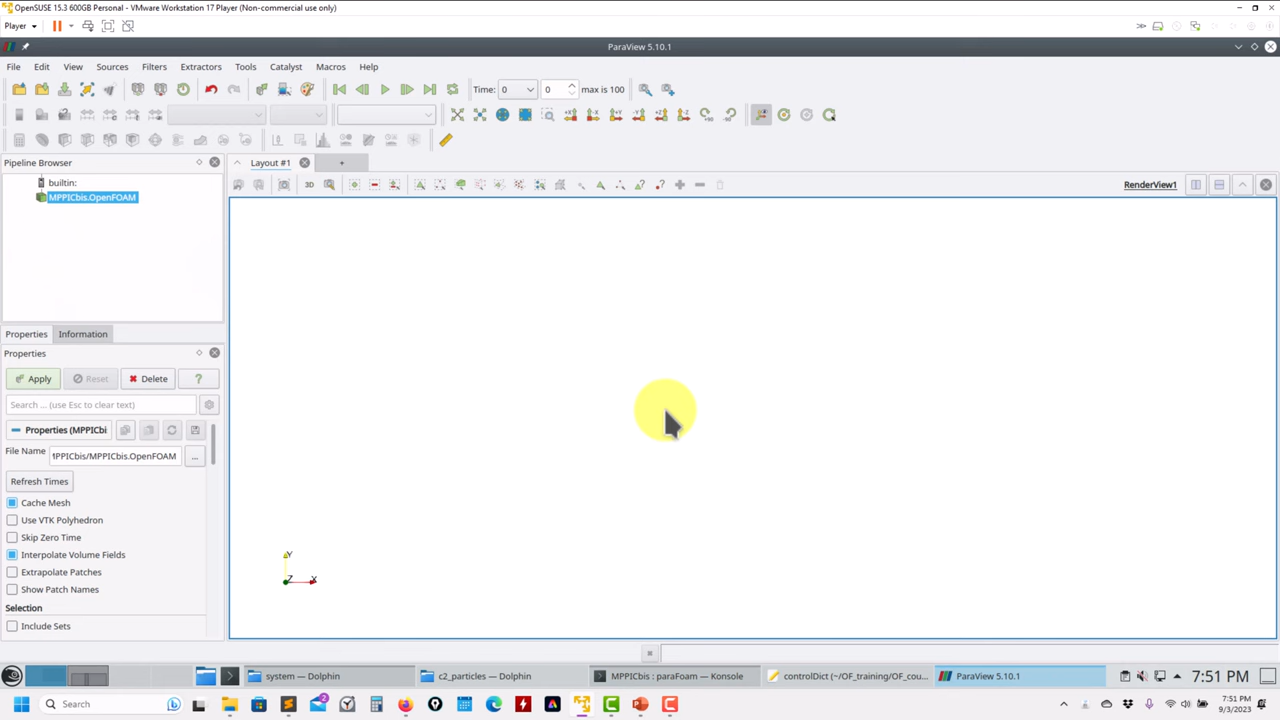 OpenSUSE 15.3 600GB Personal - VMware Workstation 17 Player (Non-commercial use only)
Player
ParaView 5.10.1
File Edit View Sources Filters Extractors Tools Catalyst Macros Help
Time: 0 0 max is 100
Pipeline Browser
Layout #1 +
builtin:
3D RenderView1
MPPICbis.OpenFOAM
Properties Information
Properties
Apply Reset Delete ?
Search ... (use Esc to clear text)
Properties (MPPICbi
File Name PPICbis/MPPICbis.OpenFOAM ...
Refresh Times
Cache Mesh
Use VTK Polyhedron
Skip Zero Time
Interpolate Volume Fields
Extrapolate Patches
Show Patch Names
Selection
Include Sets
Y
Z X
system — Dolphin c2_particles — Dolphin MPPICbis : paraFoam — Konsole controlDict (~/OF_training/OF_cou... ParaView 5.10.1 7:51 PM
Search 2 7:51 PM
9/3/2023